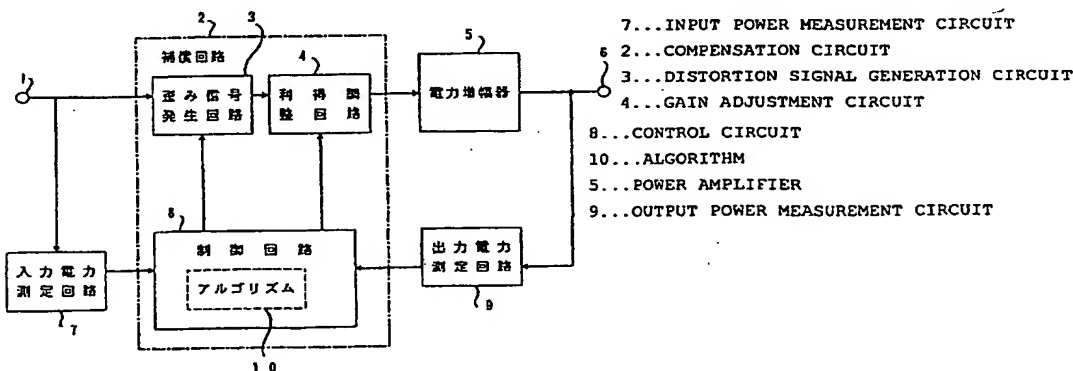 2
3
補償回路
4
5
1
6
歪み信号
発生回路
利得調
整回路
電力増幅器
8
制御回路
アルゴリズム
入力電力
測定回路
出力電力
測定回路
7
9
10
7...INPUT POWER MEASUREMENT CIRCUIT
2...COMPENSATION CIRCUIT
3...DISTORTION SIGNAL GENERATION CIRCUIT
4...GAIN ADJUSTMENT CIRCUIT
8...CONTROL CIRCUIT
10...ALGORITHM
5...POWER AMPLIFIER
9...OUTPUT POWER MEASUREMENT CIRCUIT